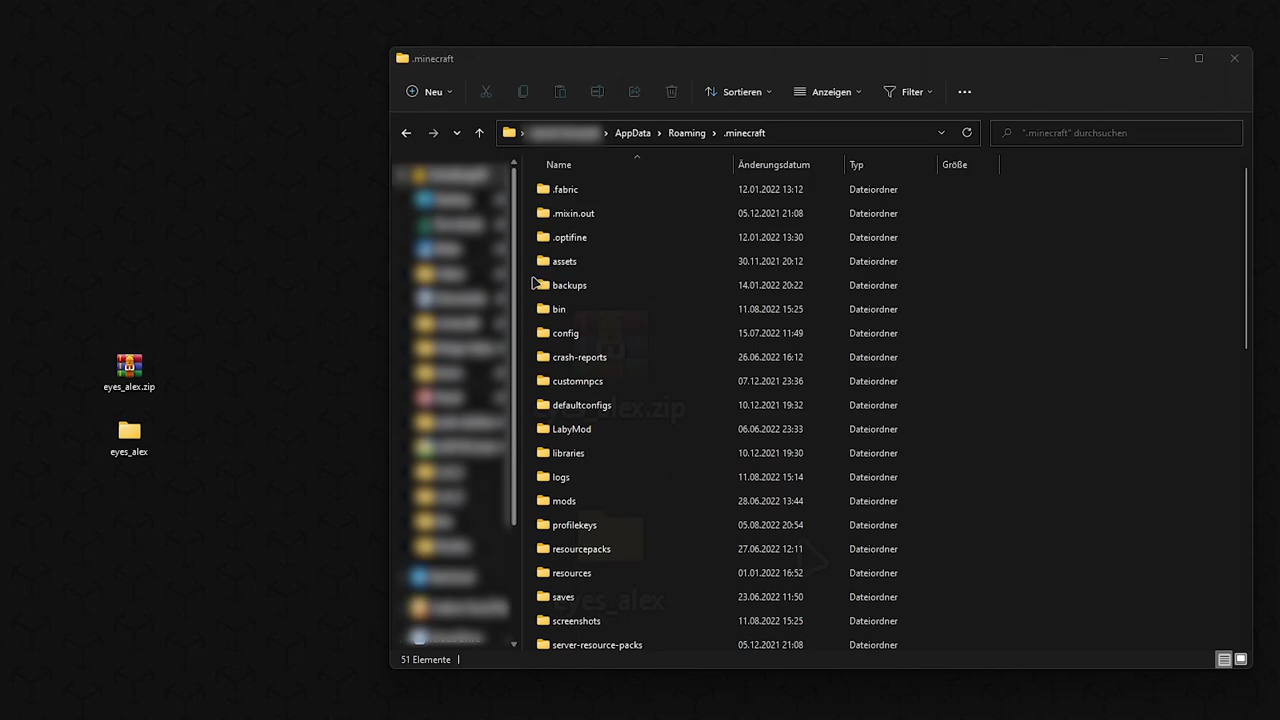 .minecraft
Neu
Sortieren
Anzeigen
Filter
AppData
Roaming
.minecraft
".minecraft" durchsuchen
Name
Änderungsdatum
Typ
Größe
.fabric
12.01.2022 13:12
Dateiordner
.mixin.out
05.12.2021 21:08
Dateiordner
.optifine
12.01.2022 13:30
Dateiordner
assets
30.11.2021 20:12
Dateiordner
backups
14.01.2022 20:22
Dateiordner
bin
11.08.2022 15:25
Dateiordner
config
15.07.2022 11:49
Dateiordner
crash-reports
26.06.2022 16:12
Dateiordner
customnpcs
07.12.2021 23:36
Dateiordner
defaultconfigs
10.12.2021 19:32
Dateiordner
LabyMod
06.06.2022 23:33
Dateiordner
libraries
10.12.2021 19:30
Dateiordner
logs
11.08.2022 15:14
Dateiordner
mods
28.06.2022 13:44
Dateiordner
profilekeys
05.08.2022 20:54
Dateiordner
resourcepacks
27.06.2022 12:11
Dateiordner
resources
01.01.2022 16:52
Dateiordner
saves
23.06.2022 11:50
Dateiordner
screenshots
11.08.2022 15:25
Dateiordner
server-resource-packs
05.12.2021 21:08
Dateiordner
51 Elemente
eyes_alex.zip
eyes_alex
eyes_alex.zip
eyes_alex